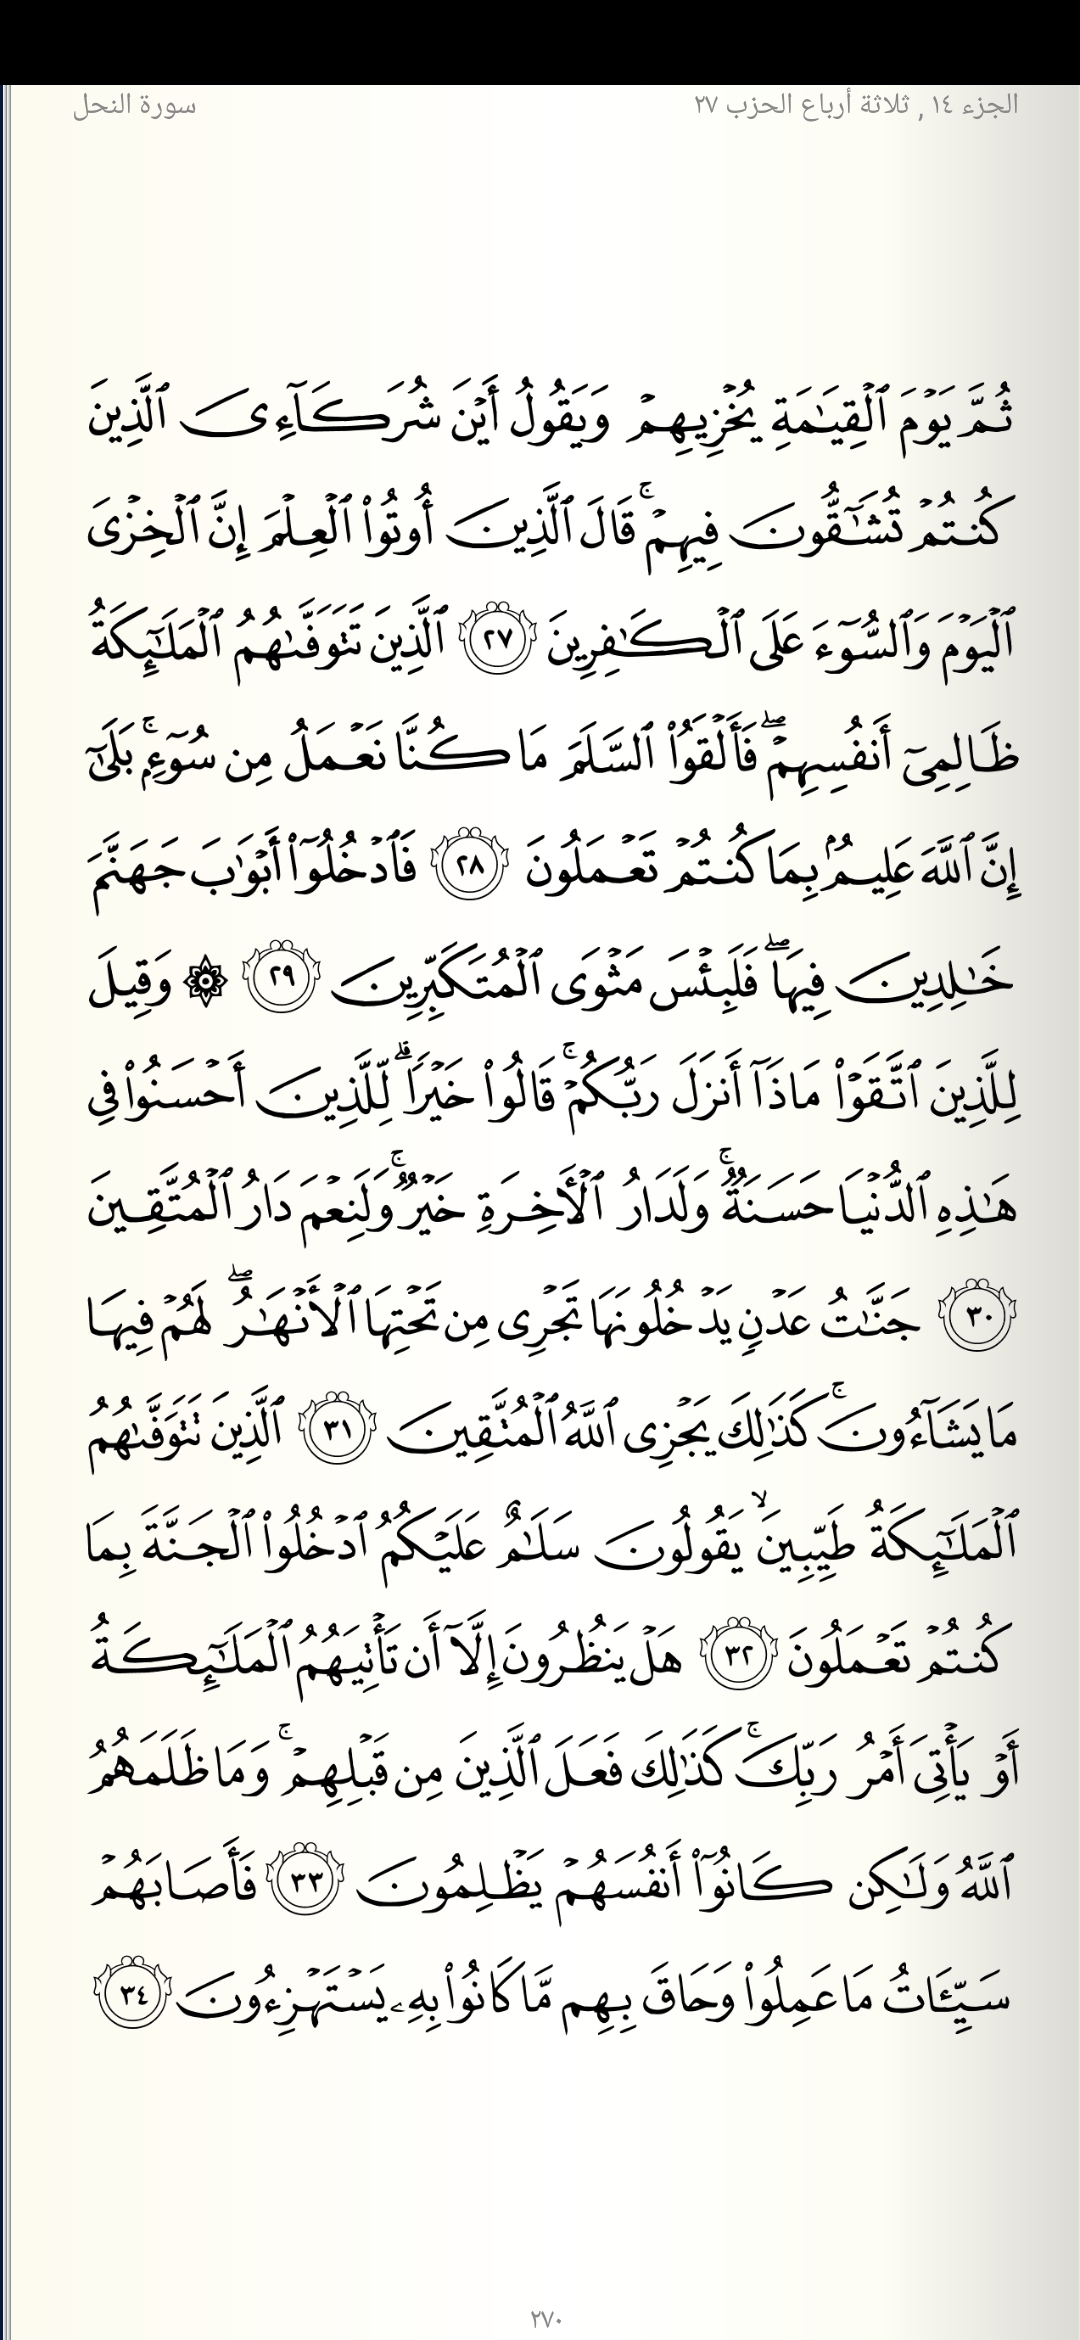 الجزء ١٤ , ثلاثة أرباع الحزب ٢٧
سورة النحل
ثُمَّ يَوْمَ ٱلْقِيَـٰمَةِ يُخْزِيهِمْ وَيَقُولُ أَيْنَ شُرَكَآءِىَ ٱلَّذِينَ
كُنتُمْ تُشَـٰٓقُّونَ فِيهِمْ ۚ قَالَ ٱلَّذِينَ أُوتُوا۟ ٱلْعِلْمَ إِنَّ ٱلْخِزْىَ
ٱلْيَوْمَ وَٱلسُّوٓءَ عَلَى ٱلْكَـٰفِرِينَ ٢٧ ٱلَّذِينَ تَتَوَفَّىٰهُمُ ٱلْمَلَـٰٓئِكَةُ
ظَالِمِىٓ أَنفُسِهِمْ ۖ فَأَلْقَوُا۟ ٱلسَّلَمَ مَا كُنَّا نَعْمَلُ مِن سُوٓءٍۭ ۚ بَلَىٰٓ
إِنَّ ٱللَّهَ عَلِيمٌۢ بِمَا كُنتُمْ تَعْمَلُونَ ٢٨ فَٱدْخُلُوٓا۟ أَبْوَٰبَ جَهَنَّمَ
خَـٰلِدِينَ فِيهَا ۖ فَلَبِئْسَ مَثْوَى ٱلْمُتَكَبِّرِينَ ٢٩ ۞ وَقِيلَ
لِلَّذِينَ ٱتَّقَوْا۟ مَاذَآ أَنزَلَ رَبُّكُمْ ۚ قَالُوا۟ خَيْرًا ۗ لِّلَّذِينَ أَحْسَنُوا۟ فِى
هَـٰذِهِ ٱلدُّنْيَا حَسَنَةٌ ۚ وَلَدَارُ ٱلْـَٔاخِرَةِ خَيْرٌ ۚ وَلَنِعْمَ دَارُ ٱلْمُتَّقِينَ
٣٠ جَنَّـٰتُ عَدْنٍ يَدْخُلُونَهَا تَجْرِى مِن تَحْتِهَا ٱلْأَنْهَـٰرُ ۖ لَهُمْ فِيهَا
مَا يَشَآءُونَ ۚ كَذَٰلِكَ يَجْزِى ٱللَّهُ ٱلْمُتَّقِينَ ٣١ ٱلَّذِينَ تَتَوَفَّىٰهُمُ
ٱلْمَلَـٰٓئِكَةُ طَيِّبِينَ ۙ يَقُولُونَ سَلَـٰمٌ عَلَيْكُمُ ٱدْخُلُوا۟ ٱلْجَنَّةَ بِمَا
كُنتُمْ تَعْمَلُونَ ٣٢ هَلْ يَنظُرُونَ إِلَّآ أَن تَأْتِيَهُمُ ٱلْمَلَـٰٓئِكَةُ
أَوْ يَأْتِىَ أَمْرُ رَبِّكَ ۚ كَذَٰلِكَ فَعَلَ ٱلَّذِينَ مِن قَبْلِهِمْ ۚ وَمَا ظَلَمَهُمُ
ٱللَّهُ وَلَـٰكِن كَانُوٓا۟ أَنفُسَهُمْ يَظْلِمُونَ ٣٣ فَأَصَابَهُمْ
سَيِّـَٔاتُ مَا عَمِلُوا۟ وَحَاقَ بِهِم مَّا كَانُوا۟ بِهِۦ يَسْتَهْزِءُونَ ٣٤
٢٧٠